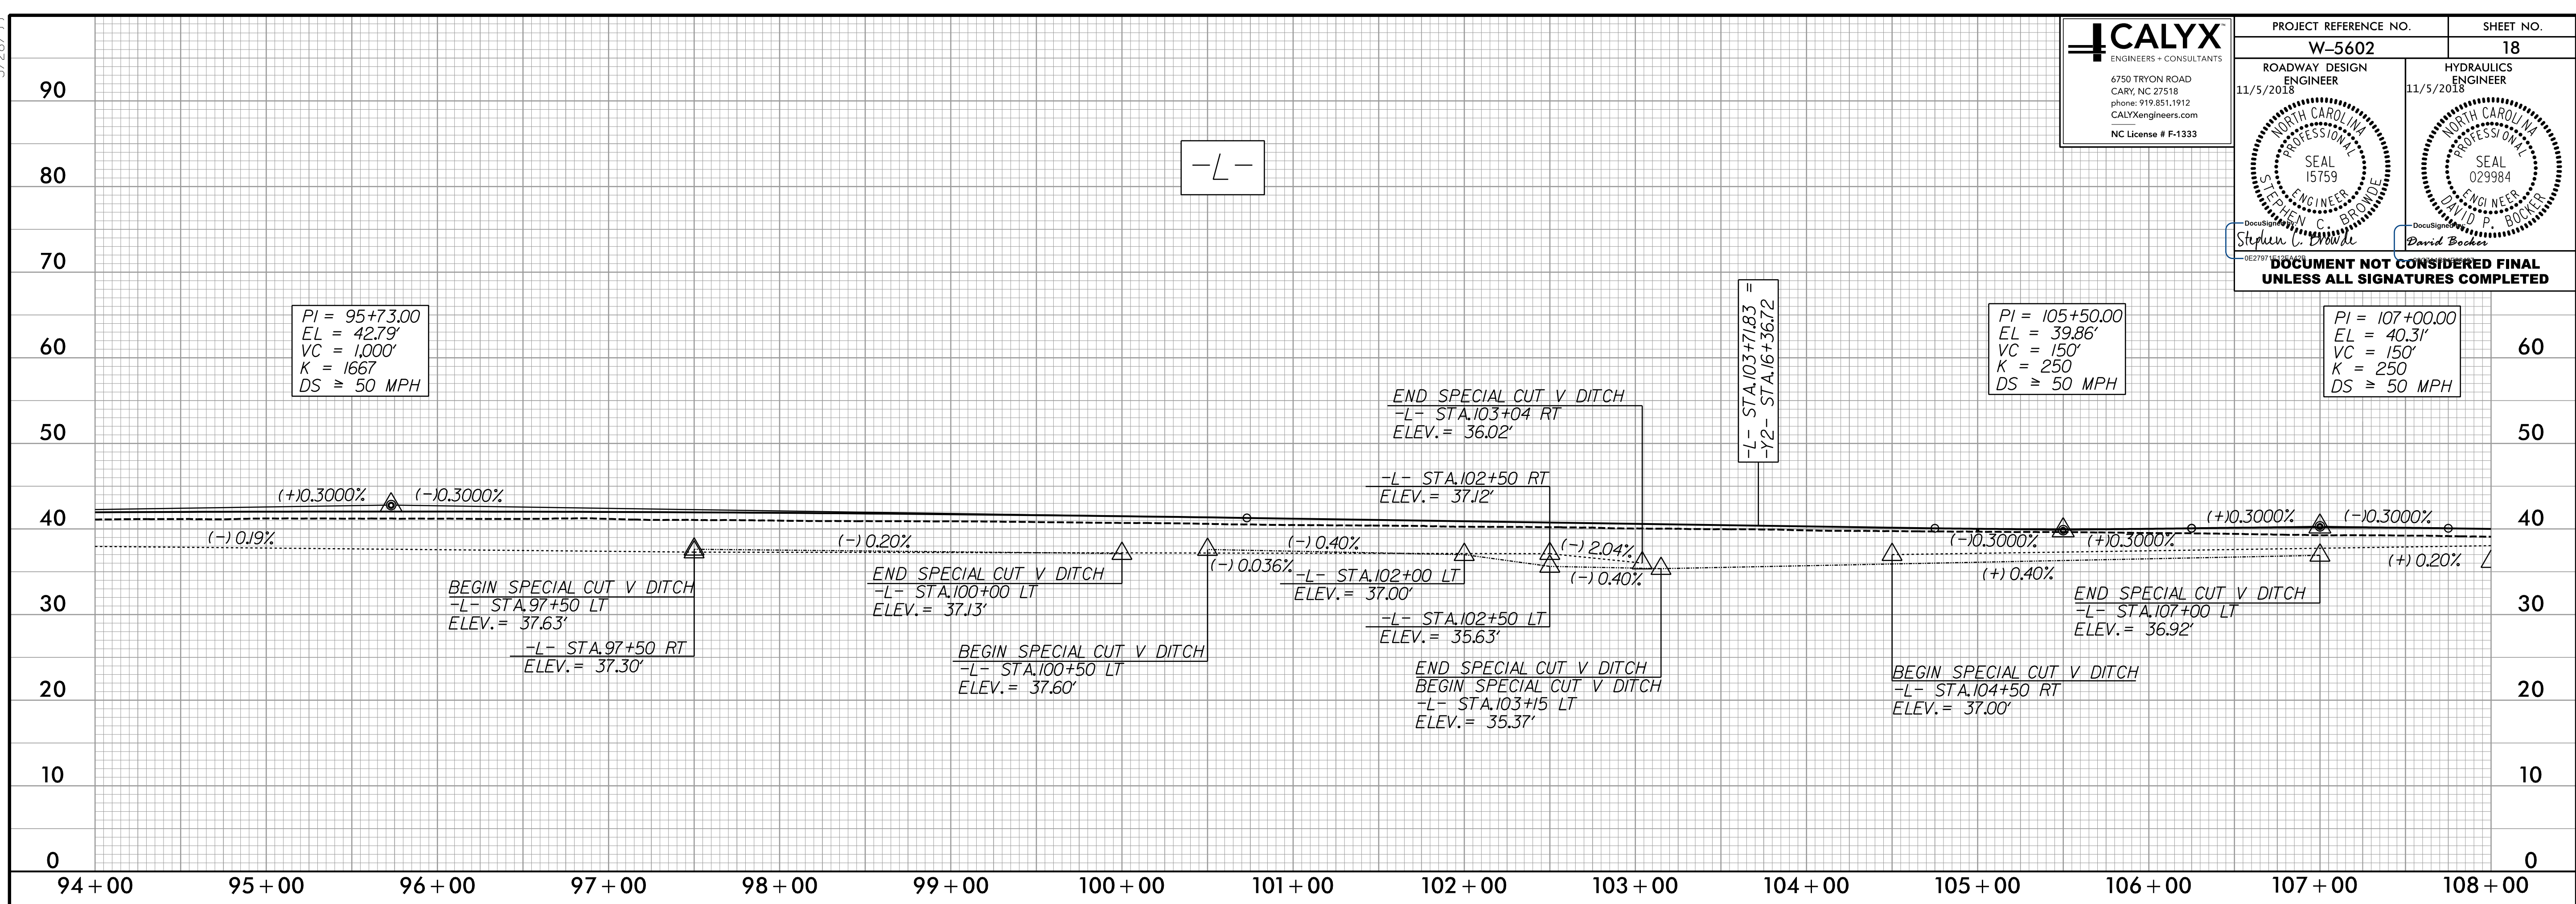 CALYX
ENGINEERS + CONSULTANTS
6750 TRYON ROAD
CARY, NC 27518
phone: 919.851.1912
CALYXengineers.com
NC License # F-1333
PROJECT REFERENCE NO.
SHEET NO.
W–5602
18
ROADWAY DESIGN
ENGINEER
HYDRAULICS
ENGINEER
11/5/2018
11/5/2018
NORTH CAROLINA
PROFESSIONAL
SEAL
15759
ENGINEER
STEPHEN C. BROWDE
NORTH CAROLINA
PROFESSIONAL
SEAL
029984
ENGINEER
DAVID P. BOCKER
DocuSigned by:
Stephen C. Browde
DocuSigned by:
David Bocker
DOCUMENT NOT CONSIDERED FINAL
UNLESS ALL SIGNATURES COMPLETED
-L-
90
80
70
60
50
40
30
20
10
0
PI = 95+73.00
EL = 42.79'
VC = 1,000'
K = 1667
DS ≥ 50 MPH
-L- STA.103+71.83 =
-Y2- STA.16+36.72
PI = 105+50.00
EL = 39.86'
VC = 150'
K = 250
DS ≥ 50 MPH
PI = 107+00.00
EL = 40.31'
VC = 150'
K = 250
DS ≥ 50 MPH
60
50
40
30
20
10
0
END SPECIAL CUT V DITCH
-L- STA.103+04 RT
ELEV.= 36.02'
-L- STA.102+50 RT
ELEV.= 37.12'
(+)0.3000%
(-)0.3000%
(+)0.3000%
(-)0.3000%
(-) 0.19%
(-) 0.20%
(-) 0.40%
(-) 2.04%
(-)0.3000%
(+)0.3000%
(-) 0.036%
(-) 0.40%
(+) 0.40%
(+) 0.20%
BEGIN SPECIAL CUT V DITCH
-L- STA.97+50 LT
ELEV.= 37.63'
-L- STA.97+50 RT
ELEV.= 37.30'
END SPECIAL CUT V DITCH
-L- STA.100+00 LT
ELEV.= 37.13'
BEGIN SPECIAL CUT V DITCH
-L- STA.100+50 LT
ELEV.= 37.60'
-L- STA.102+00 LT
ELEV.= 37.00'
-L- STA.102+50 LT
ELEV.= 35.63'
END SPECIAL CUT V DITCH
BEGIN SPECIAL CUT V DITCH
-L- STA.103+15 LT
ELEV.= 35.37'
BEGIN SPECIAL CUT V DITCH
-L- STA.104+50 RT
ELEV.= 37.00'
END SPECIAL CUT V DITCH
-L- STA.107+00 LT
ELEV.= 36.92'
94+00
95+00
96+00
97+00
98+00
99+00
100+00
101+00
102+00
103+00
104+00
105+00
106+00
107+00
108+00